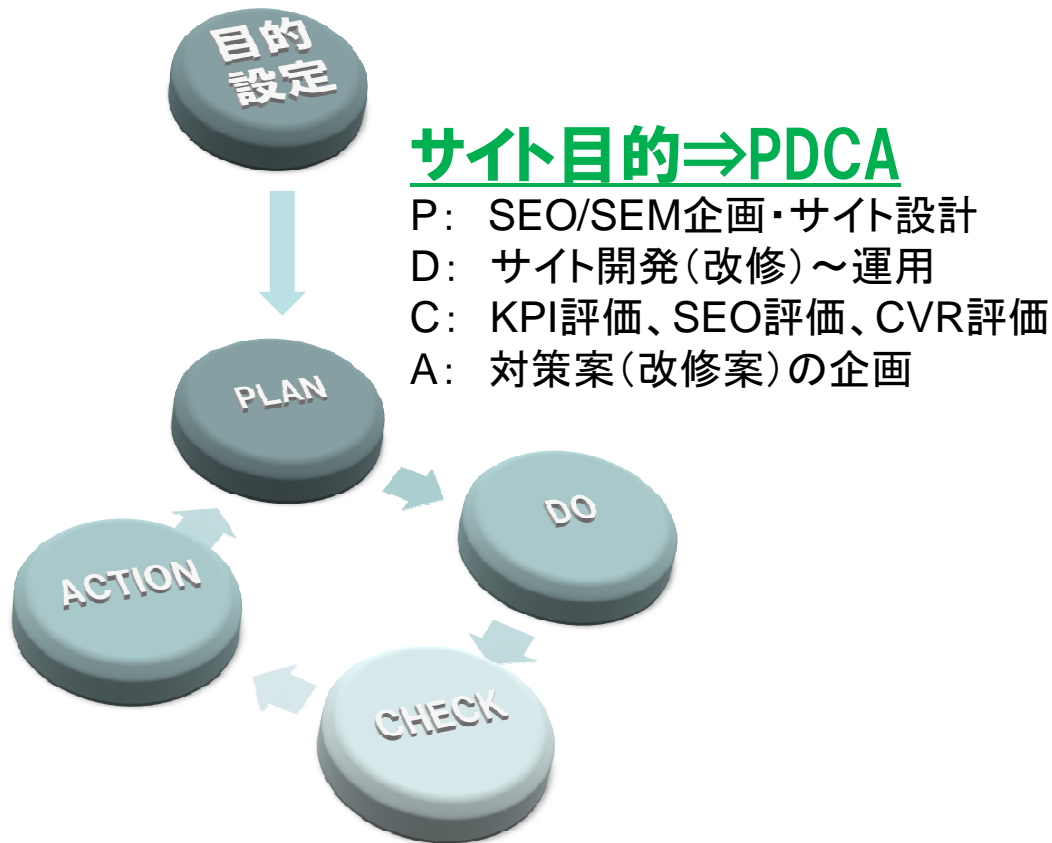 目的
設定
サイト目的⇒PDCA
P: SEO/SEM企画・サイト設計
D: サイト開発(改修)～運用
C: KPI評価、SEO評価、CVR評価
A: 対策案(改修案)の企画
PLAN
DO
ACTION
CHECK